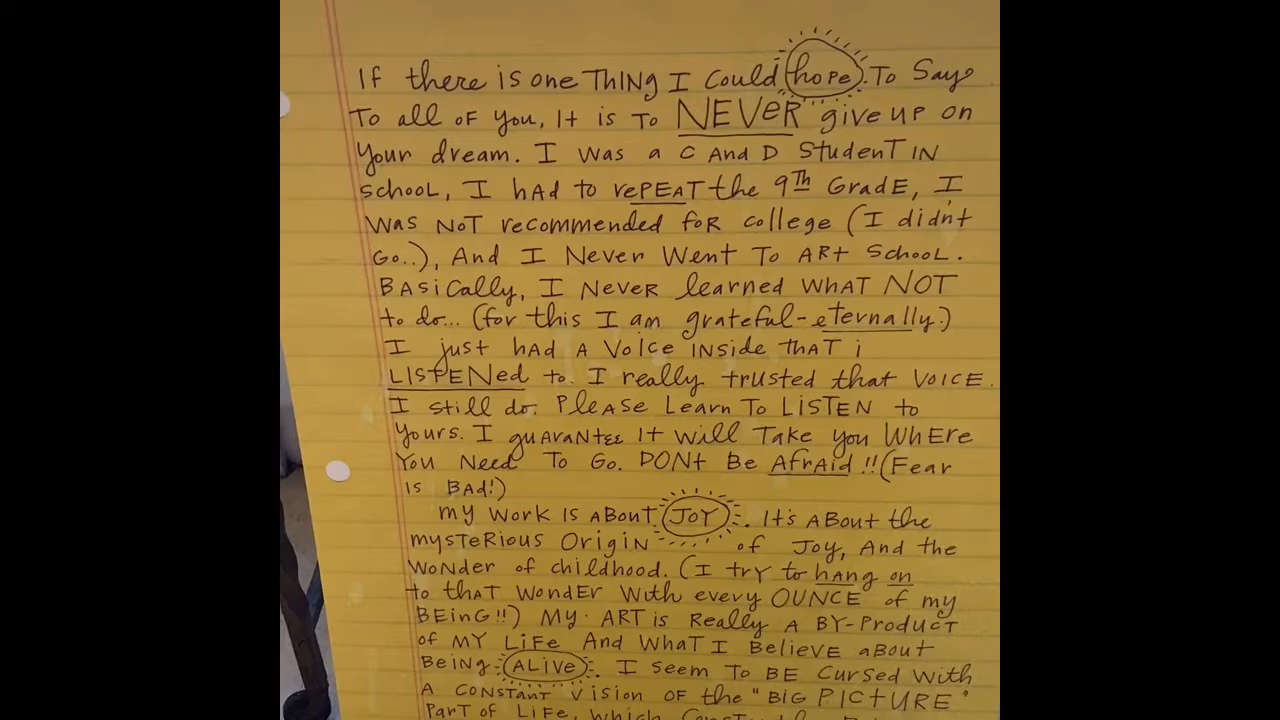 If there is one THING I Could hope To Say
To all OF you, It is To NEVER give up on
Your dream. I was a C And D Student IN
school, I had to rePEAT the 9TH GradE, I
was NOT recommended foR college (I didn't
Go..), And I Never Went To ARt School.
BASically, I NeveR learned whAT NOT
to do... (for this I am grateful-eternally.)
I just hAd A Voice INside thAT i
LISTENed to. I really trusted that VOICE.
I still do. PleAse Learn To LiSTEN to
Yours. I guArANtEE It will Take you WHEre
You Need To Go. DONt Be AfrAiD!! (Fear
is BAd!)
my work Is ABOUT JOY. It's ABout the
mysTeRious OrigiN of Joy, And the
WoNder of childhood. (I try to hang on
to thaT WondER With every OUNCE of my
BEinG!!) My ART is Really A BY-ProducT
of MY LiFe And WhaT I Believe aBout
Being ALiVe. I Seem To BE Cursed With
A ConstanT Vision OF the "BiG PICtURE"
PArT of LiFe, which